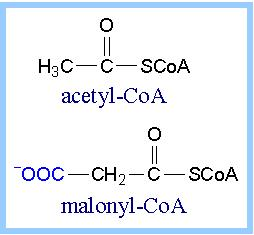 O
H₃C—C—SCoA
acetyl-CoA
O
⁻OOC—CH₂—C—SCoA
malonyl-CoA